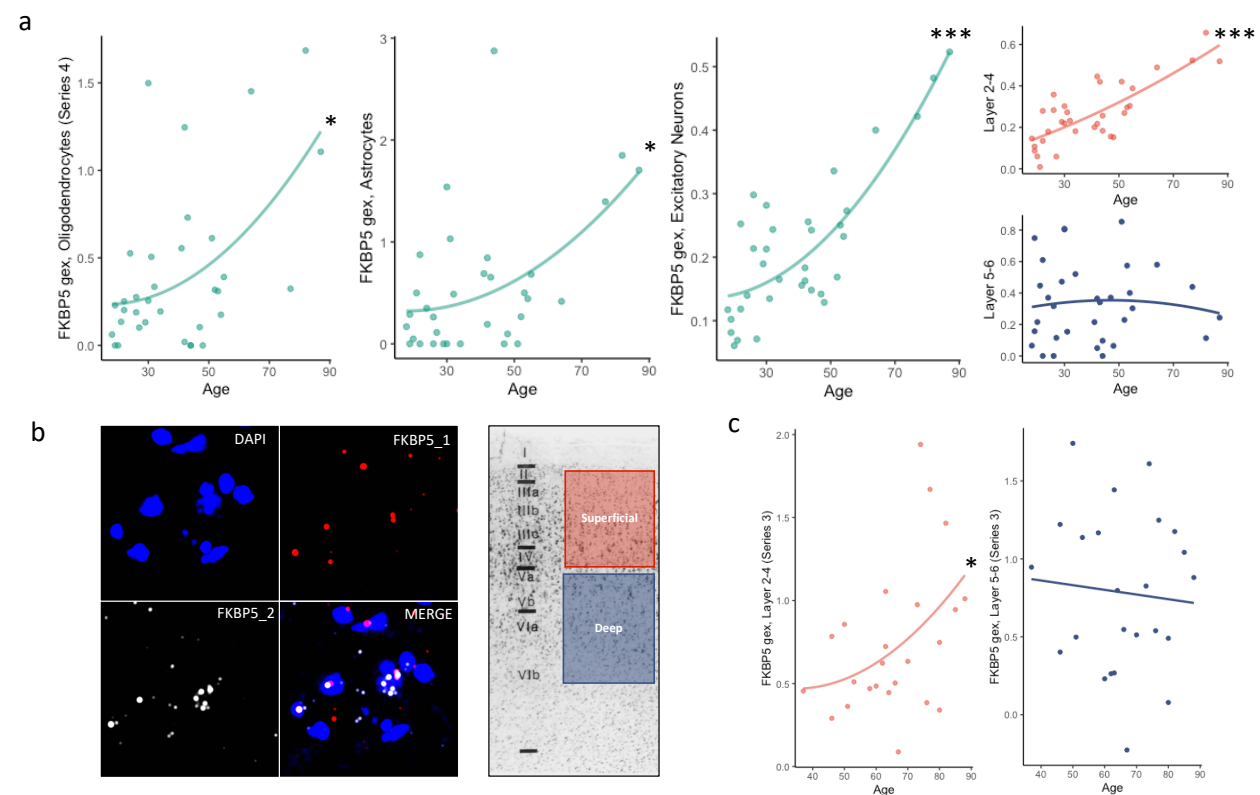 a
FKBP5 gex, Oligodendrocytes (Series 4)
1.5
1.0
0.5
0.0
30
50
70
90
Age
*
FKBP5 gex, Astrocytes
3
2
1
0
30
50
70
90
Age
*
FKBP5 gex, Excitatory Neurons
0.5
0.4
0.3
0.2
0.1
30
50
70
90
Age
***
Layer 2-4
0.6
0.4
0.2
0.0
30
50
70
90
Age
***
Layer 5-6
0.8
0.6
0.4
0.2
0.0
30
50
70
90
Age
b
DAPI
FKBP5_1
FKBP5_2
MERGE
I
II
IIIa
IIIb
IIIc
IV
Va
Vb
VIa
VIb
Superficial
Deep
c
FKBP5 gex, Layer 2-4 (Series 3)
2.0
1.5
1.0
0.5
0.0
40
50
60
70
80
90
Age
*
FKBP5 gex, Layer 5-6 (Series 3)
1.5
1.0
0.5
0.0
40
50
60
70
80
90
Age